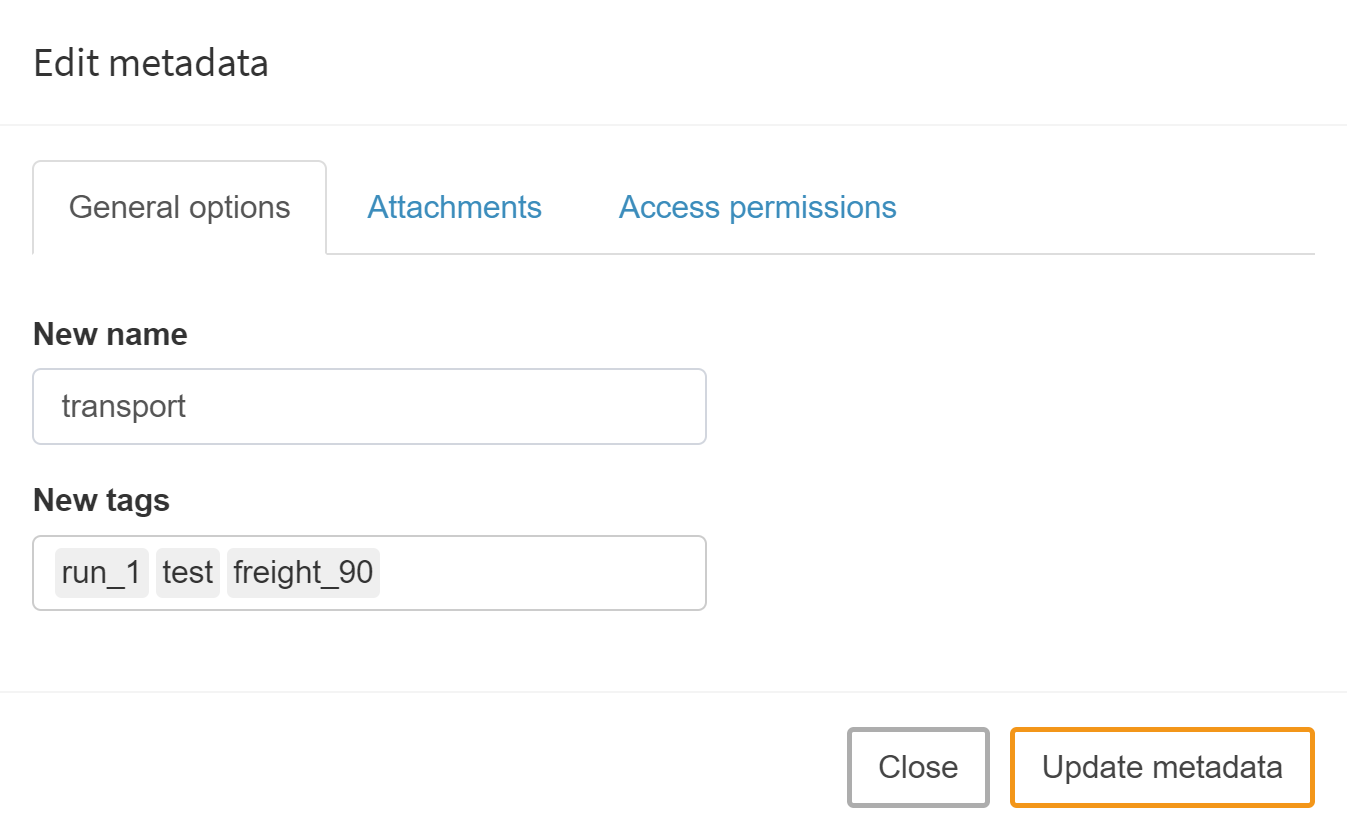 Edit metadata
General options Attachments Access permissions
New name
transport
New tags
run_1 test freight_90
Close Update metadata